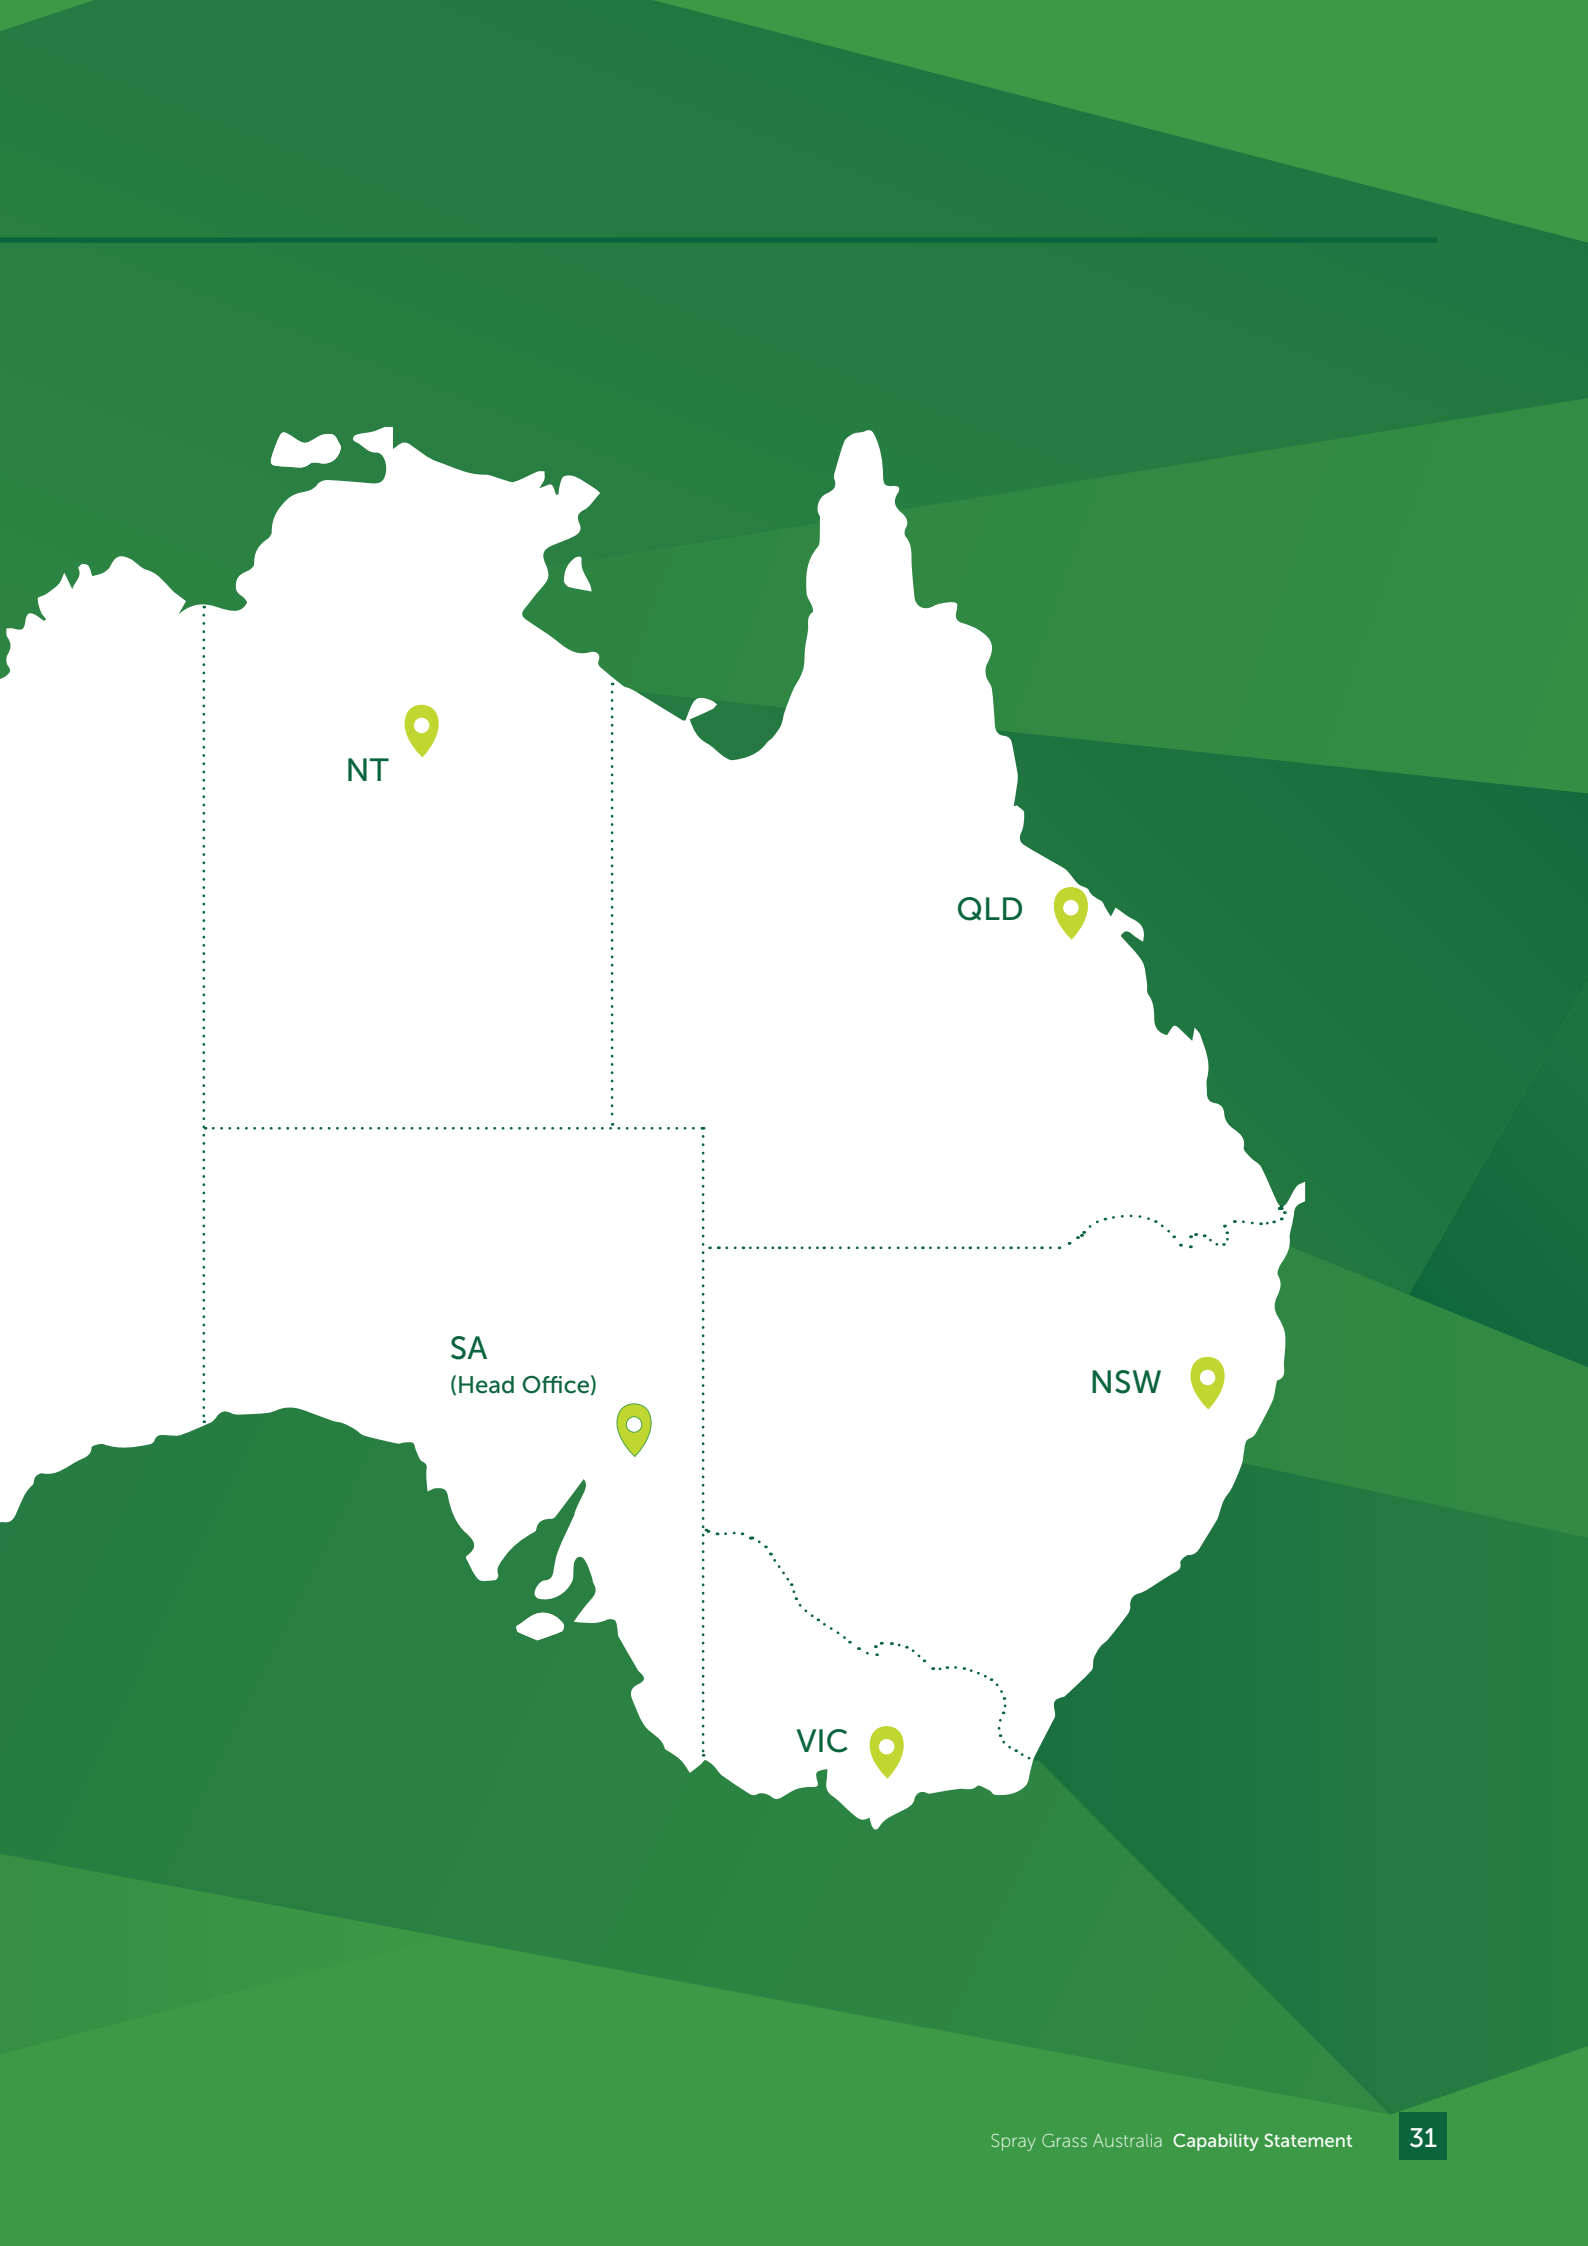 NT
QLD
SA
(Head Office)
NSW
VIC
Spray Grass Australia Capability Statement 31